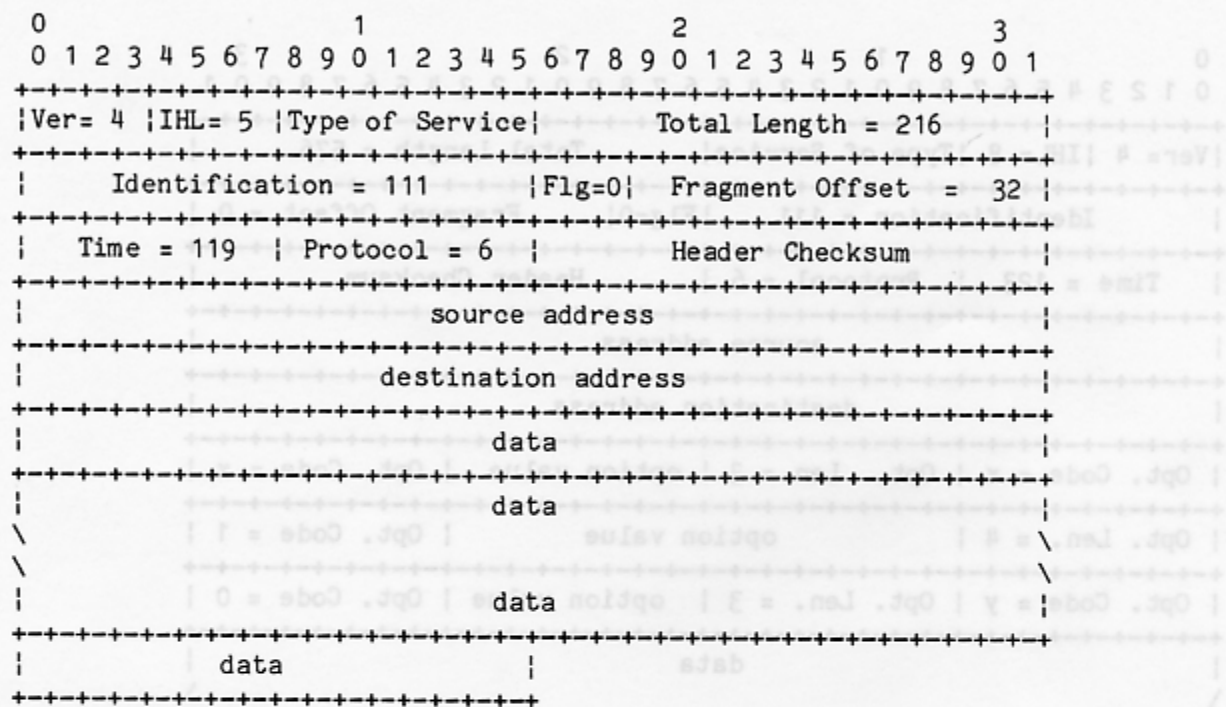 0 1 2 3
0 1 2 3 4 5 6 7 8 9 0 1 2 3 4 5 6 7 8 9 0 1 2 3 4 5 6 7 8 9 0 1
+-+-+-+-+-+-+-+-+-+-+-+-+-+-+-+-+-+-+-+-+-+-+-+-+-+-+-+-+-+-+-+-+
|Ver= 4 |IHL= 5 |Type of Service| Total Length = 216 |
+-+-+-+-+-+-+-+-+-+-+-+-+-+-+-+-+-+-+-+-+-+-+-+-+-+-+-+-+-+-+-+-+
| Identification = 111 |Flg=0| Fragment Offset = 32 |
+-+-+-+-+-+-+-+-+-+-+-+-+-+-+-+-+-+-+-+-+-+-+-+-+-+-+-+-+-+-+-+-+
| Time = 119 | Protocol = 6 | Header Checksum |
+-+-+-+-+-+-+-+-+-+-+-+-+-+-+-+-+-+-+-+-+-+-+-+-+-+-+-+-+-+-+-+-+
| source address |
+-+-+-+-+-+-+-+-+-+-+-+-+-+-+-+-+-+-+-+-+-+-+-+-+-+-+-+-+-+-+-+-+
| destination address |
+-+-+-+-+-+-+-+-+-+-+-+-+-+-+-+-+-+-+-+-+-+-+-+-+-+-+-+-+-+-+-+-+
| data |
+-+-+-+-+-+-+-+-+-+-+-+-+-+-+-+-+-+-+-+-+-+-+-+-+-+-+-+-+-+-+-+-+
| data |
\ \
\ \
| data |
+-+-+-+-+-+-+-+-+-+-+-+-+-+-+-+-+-+-+-+-+-+-+-+-+-+-+-+-+-+-+-+-+
| data |
+-+-+-+-+-+-+-+-+-+-+-+-+-+-+-+-+